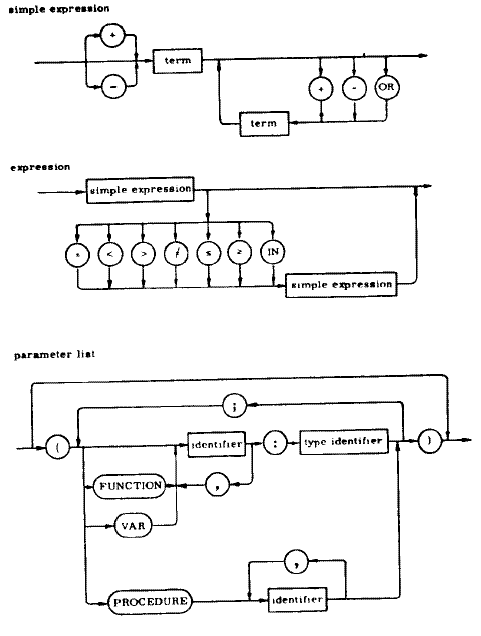 simple expression
+
term
-
+ - OR
term
expression
simple expression
= < > ≠ ≤ ≥ IN
simple expression
parameter list
;
( identifier : type identifier )
FUNCTION ,
VAR
,
PROCEDURE identifier